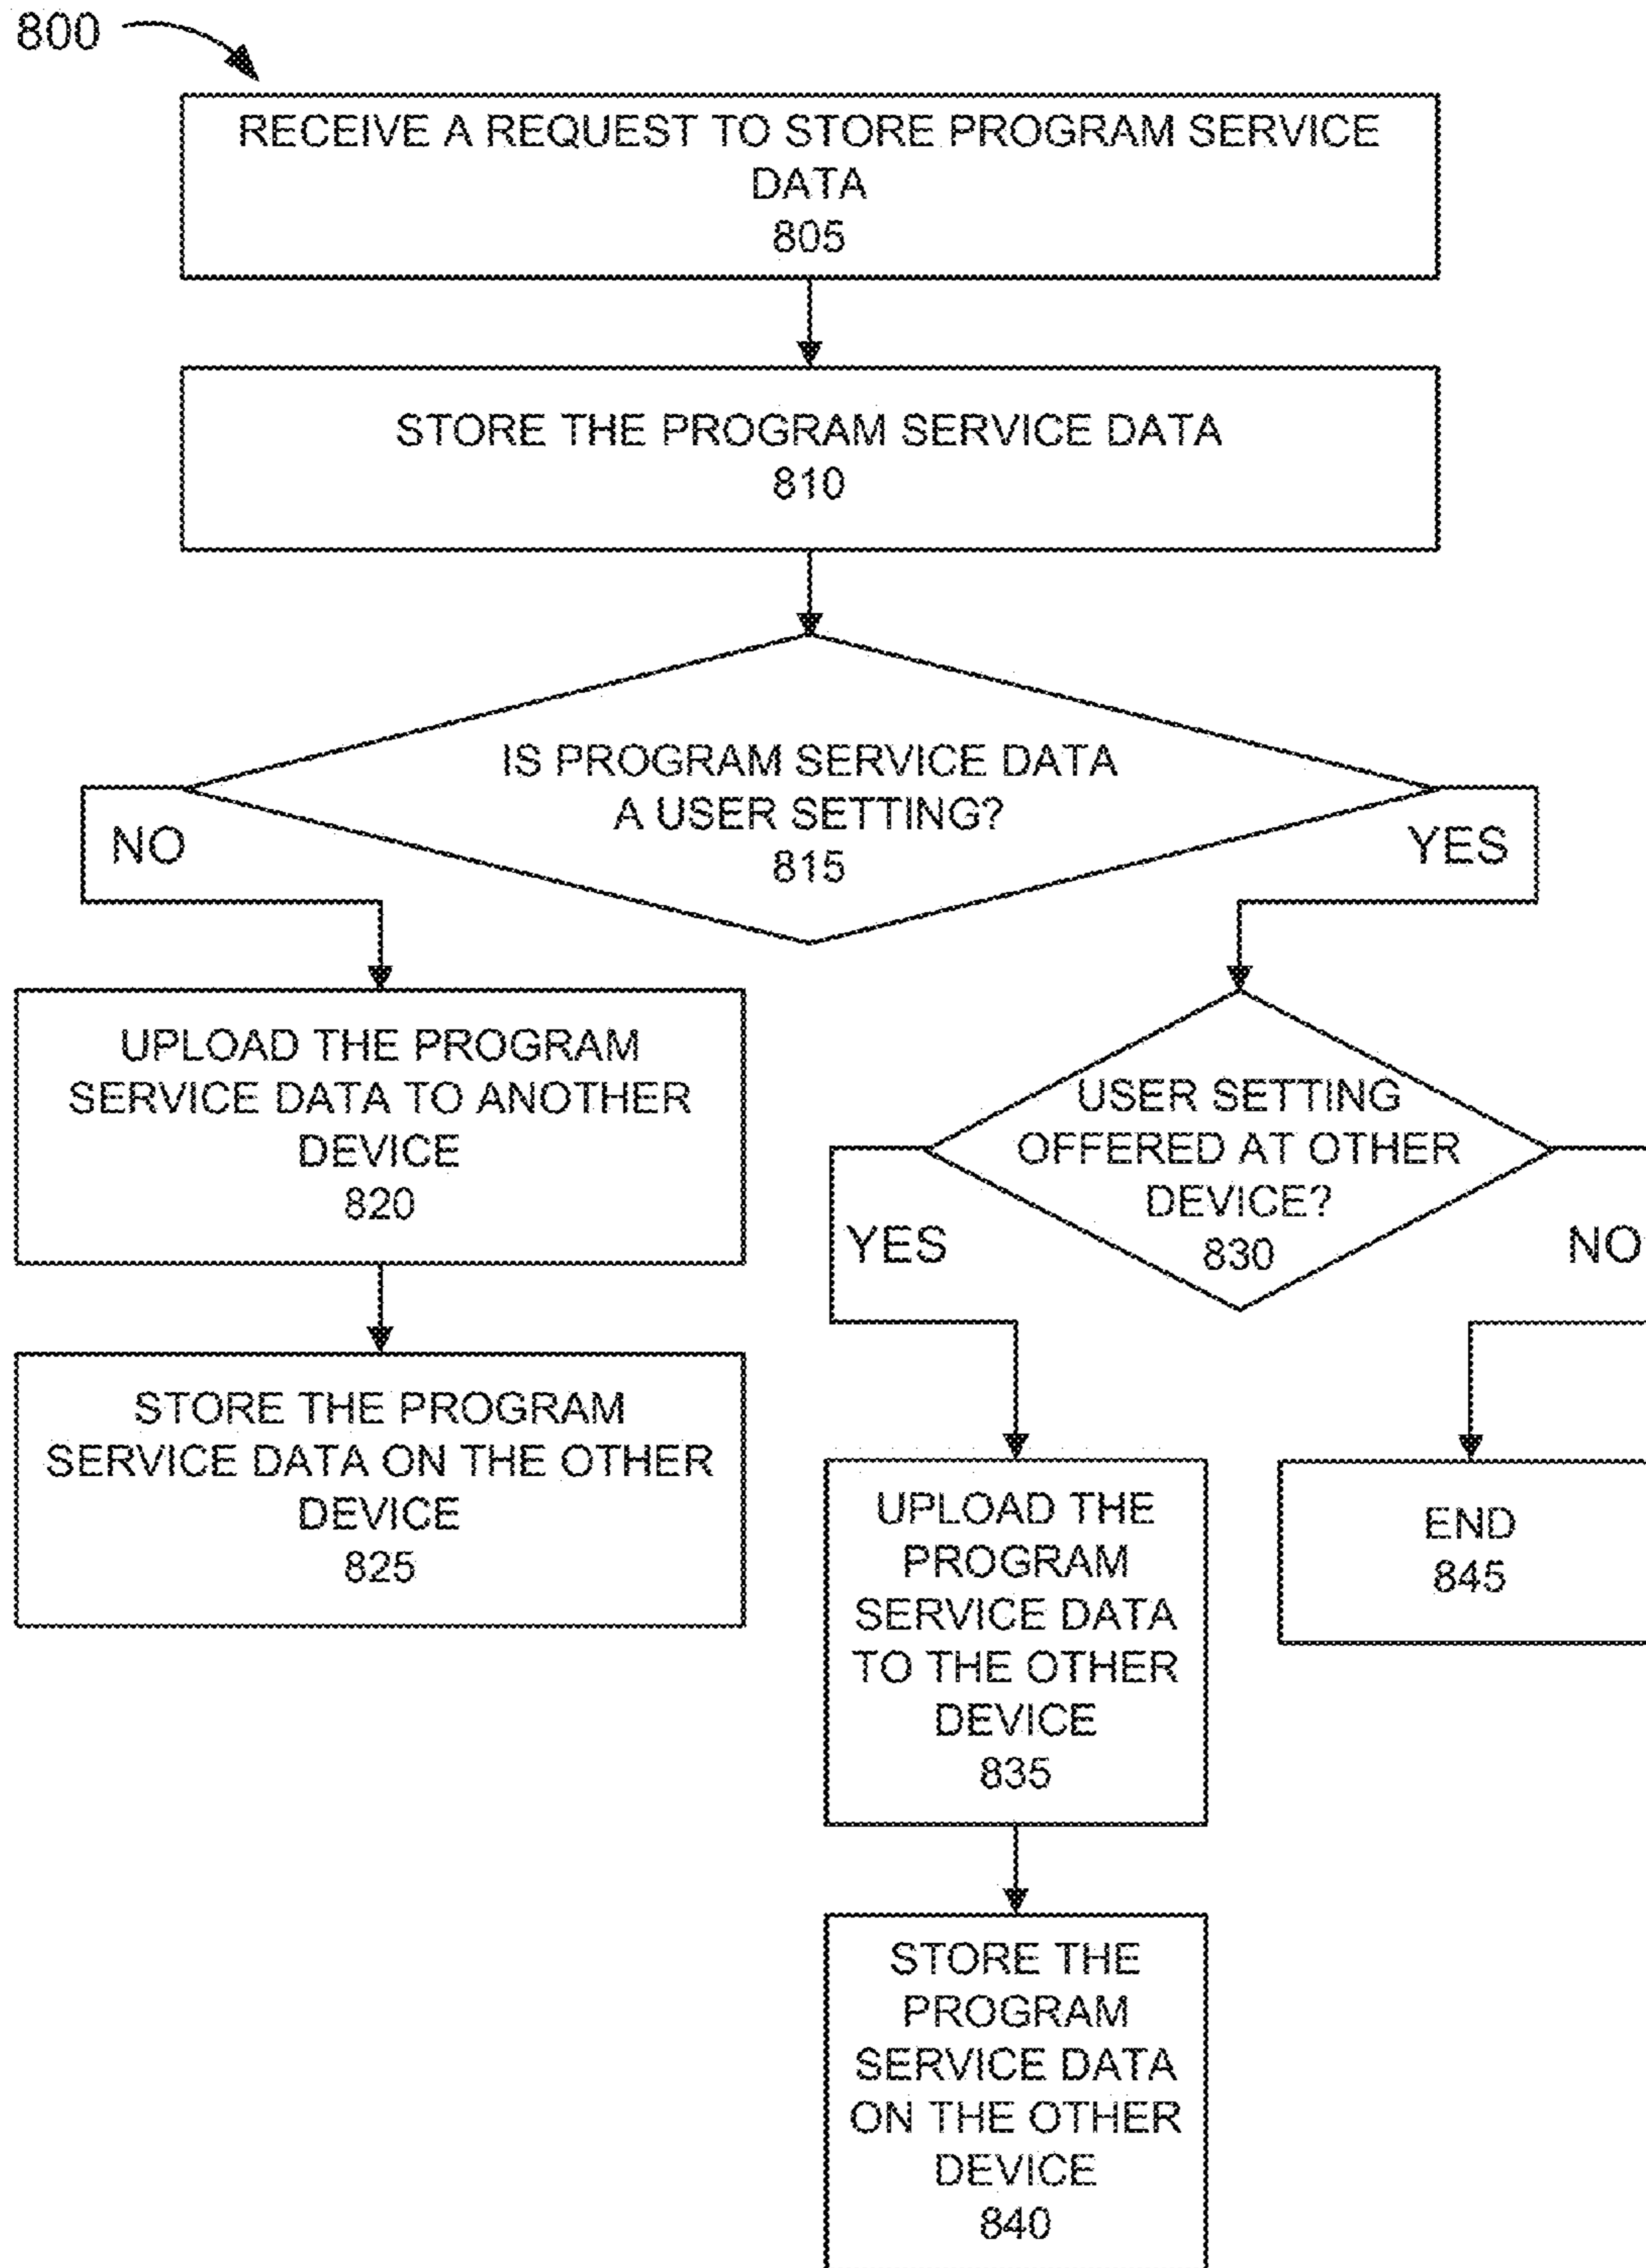 800
RECEIVE A REQUEST TO STORE PROGRAM SERVICE
DATA
805
STORE THE PROGRAM SERVICE DATA
810
IS PROGRAM SERVICE DATA
A USER SETTING?
815
NO
YES
UPLOAD THE PROGRAM
SERVICE DATA TO ANOTHER
DEVICE
820
STORE THE PROGRAM
SERVICE DATA ON THE OTHER
DEVICE
825
USER SETTING
OFFERED AT OTHER
DEVICE?
830
YES
NO
UPLOAD THE
PROGRAM
SERVICE DATA
TO THE OTHER
DEVICE
835
END
845
STORE THE
PROGRAM
SERVICE DATA
ON THE OTHER
DEVICE
840